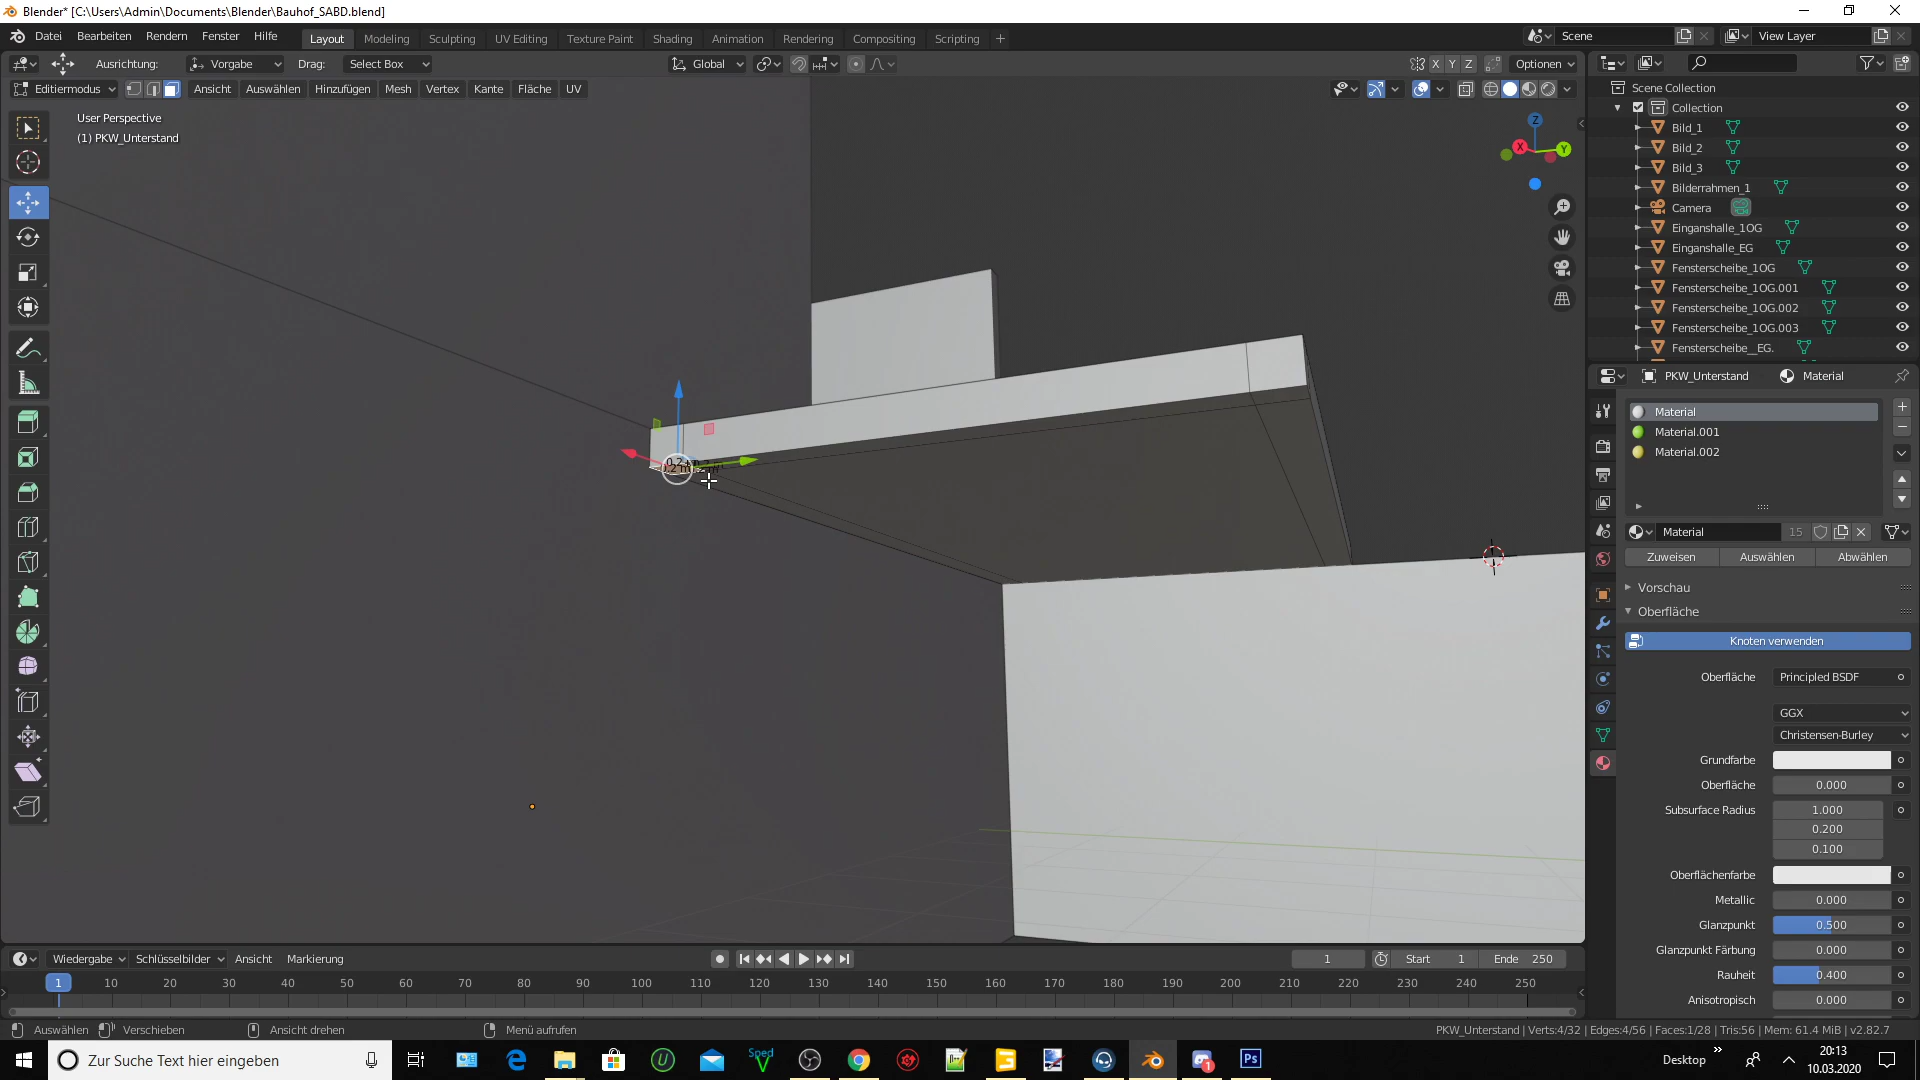 Blender* [C:\Users\Admin\Documents\Blender\Bauhof_SABD.blend]
Datei Bearbeiten Rendern Fenster Hilfe Layout Modeling Sculpting UV Editing Texture Paint Shading Animation Rendering Compositing Scripting Scene View Layer
Ausrichtung: Vorgabe Drag: Select Box Global X Y Z Optionen
Editiermodus Ansicht Auswählen Hinzufügen Mesh Vertex Kante Fläche UV
User Perspective
(1) PKW_Unterstand
Z
X
Y
Scene Collection
Collection
Bild_1
Bild_2
Bild_3
Bilderrahmen_1
Camera
Einganshalle_1OG
Einganshalle_EG
Fensterscheibe_1OG
Fensterscheibe_1OG.001
Fensterscheibe_1OG.002
Fensterscheibe_1OG.003
Fensterscheibe__EG.
PKW_Unterstand Material
Material
Material.001
Material.002
Material 15
Zuweisen Auswählen Abwählen
Vorschau
Oberfläche
Knoten verwenden
Oberfläche Principled BSDF
GGX
Christensen-Burley
Grundfarbe
Oberfläche 0.000
Subsurface Radius 1.000
0.200
0.100
Oberflächenfarbe
Metallic 0.000
Glanzpunkt 0.500
Glanzpunkt Färbung 0.000
Rauheit 0.400
Anisotropisch 0.000
Wiedergabe Schlüsselbilder Ansicht Markierung 1 Start 1 Ende 250
1 10 20 30 40 50 60 70 80 90 100 110 120 130 140 150 160 170 180 190 200 210 220 230 240 250
Auswählen Verschieben Ansicht drehen Menü aufrufen PKW_Unterstand | Verts:4/32 | Edges:4/56 | Faces:1/28 | Tris:56 | Mem: 61.4 MiB | v2.82.7
Zur Suche Text hier eingeben Sped V Ps Desktop 20:13
10.03.2020